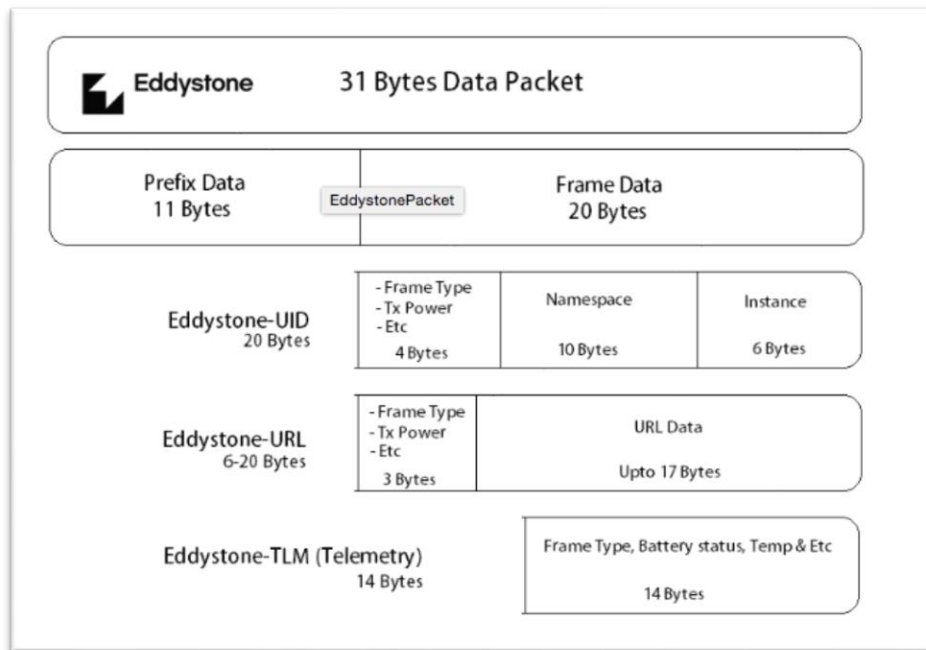 Eddystone 31 Bytes Data Packet
Prefix Data
11 Bytes
EddystonePacket
Frame Data
20 Bytes
Eddystone-UID
20 Bytes
- Frame Type
- Tx Power
- Etc
4 Bytes
Namespace
10 Bytes
Instance
6 Bytes
Eddystone-URL
6-20 Bytes
- Frame Type
- Tx Power
- Etc
3 Bytes
URL Data
Upto 17 Bytes
Eddystone-TLM (Telemetry)
14 Bytes
Frame Type, Battery status, Temp & Etc
14 Bytes